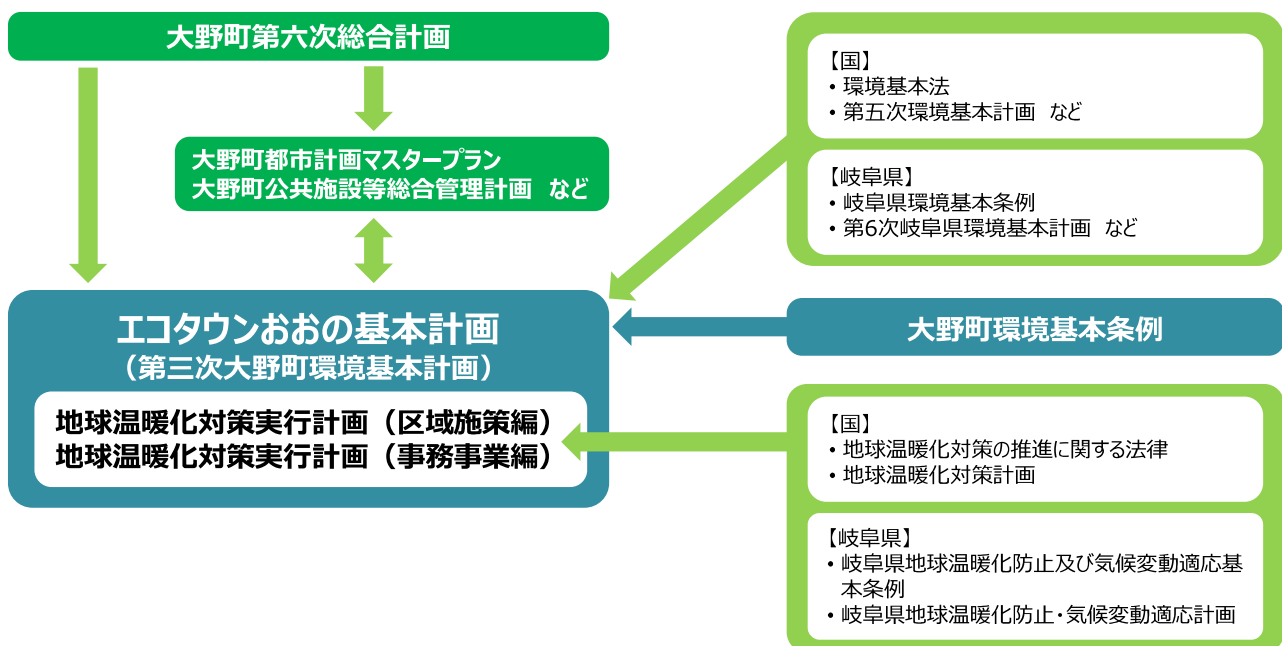 大野町第六次総合計画
大野町都市計画マスタープラン
大野町公共施設等総合管理計画　など
エコタウンおおの基本計画
（第三次大野町環境基本計画）
地球温暖化対策実行計画（区域施策編）
地球温暖化対策実行計画（事務事業編）
【国】
・環境基本法
・第五次環境基本計画　など
【岐阜県】
・岐阜県環境基本条例
・第6次岐阜県環境基本計画　など
大野町環境基本条例
【国】
・地球温暖化対策の推進に関する法律
・地球温暖化対策計画
【岐阜県】
・岐阜県地球温暖化防止及び気候変動適応基
本条例
・岐阜県地球温暖化防止・気候変動適応計画